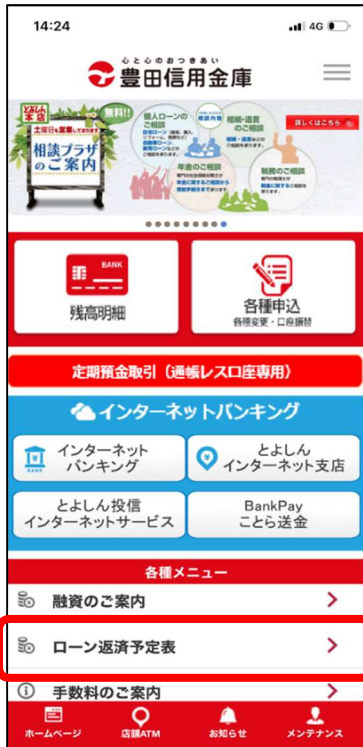 14:24
4G
心と心のおつきあい
豊田信用金庫
とよしん
本店
無料!!
土曜日も営業しております
相談プラザ
のご案内
個人ローンの
ご相談
相談内容
相続・遺言
のご相談
詳しくはこちら
年金のご相談
税務のご相談
BANK
残高明細
各種申込
各種変更・口座振替
定期預金取引（通帳レス口座専用）
インターネットバンキング
インターネット
バンキング
BANK
とよしん
インターネット支店
とよしん投信
インターネットサービス
BankPay
ことら送金
各種メニュー
融資のご案内
ローン返済予定表
手数料のご案内
ホームページ
店舗ATM
お知らせ
メンテナンス